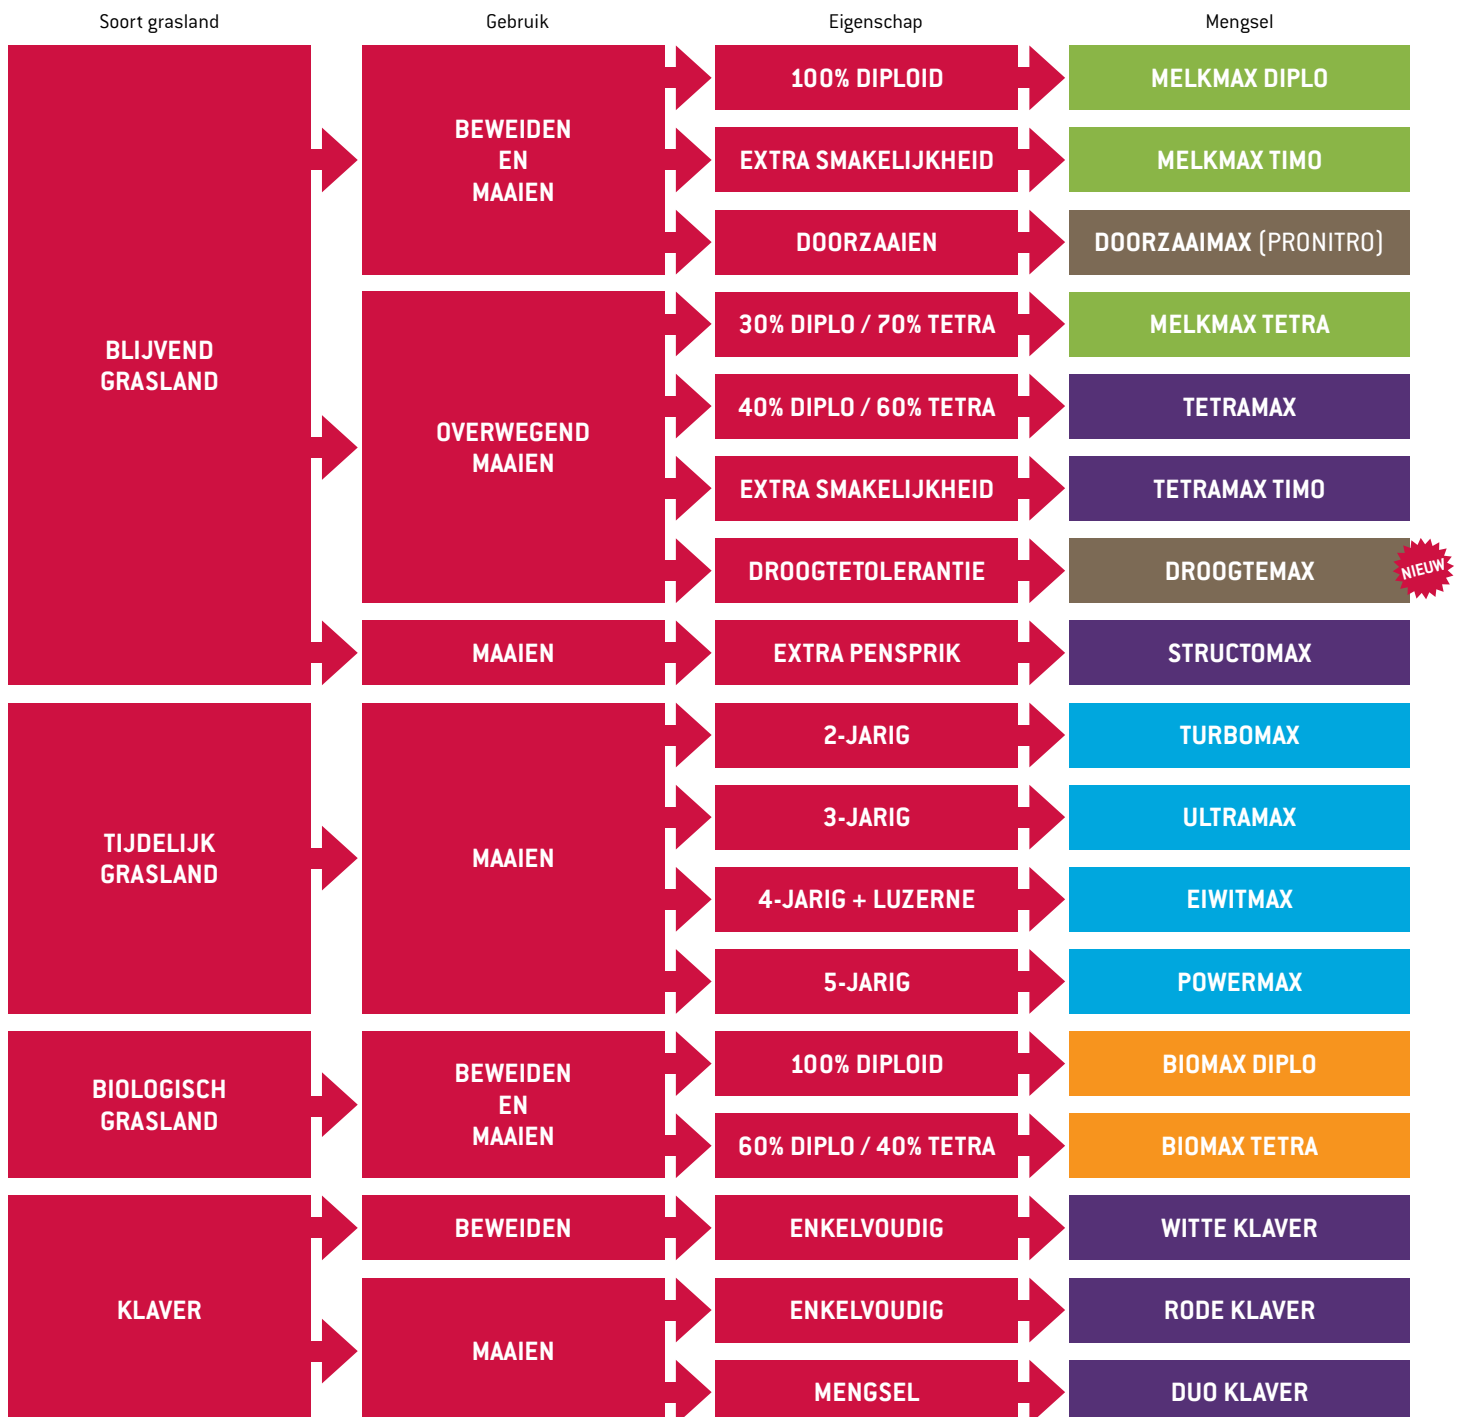 Soort grasland
Gebruik
Eigenschap
Mengsel
BLIJVEND
GRASLAND
BEWEIDEN
EN
MAAIEN
100% DIPLOID
MELKMAX DIPLO
EXTRA SMAKELIJKHEID
MELKMAX TIMO
DOORZAAIEN
DOORZAAIMAX (PRONITRO)
OVERWEGEND
MAAIEN
30% DIPLO / 70% TETRA
MELKMAX TETRA
40% DIPLO / 60% TETRA
TETRAMAX
EXTRA SMAKELIJKHEID
TETRAMAX TIMO
DROOGTETOLERANTIE
DROOGTEMAX
NIEUW
MAAIEN
EXTRA PENSPRIK
STRUCTOMAX
TIJDELIJK
GRASLAND
MAAIEN
2-JARIG
TURBOMAX
3-JARIG
ULTRAMAX
4-JARIG + LUZERNE
EIWITMAX
5-JARIG
POWERMAX
BIOLOGISCH
GRASLAND
BEWEIDEN
EN
MAAIEN
100% DIPLOID
BIOMAX DIPLO
60% DIPLO / 40% TETRA
BIOMAX TETRA
KLAVER
BEWEIDEN
ENKELVOUDIG
WITTE KLAVER
MAAIEN
ENKELVOUDIG
RODE KLAVER
MENGSEL
DUO KLAVER